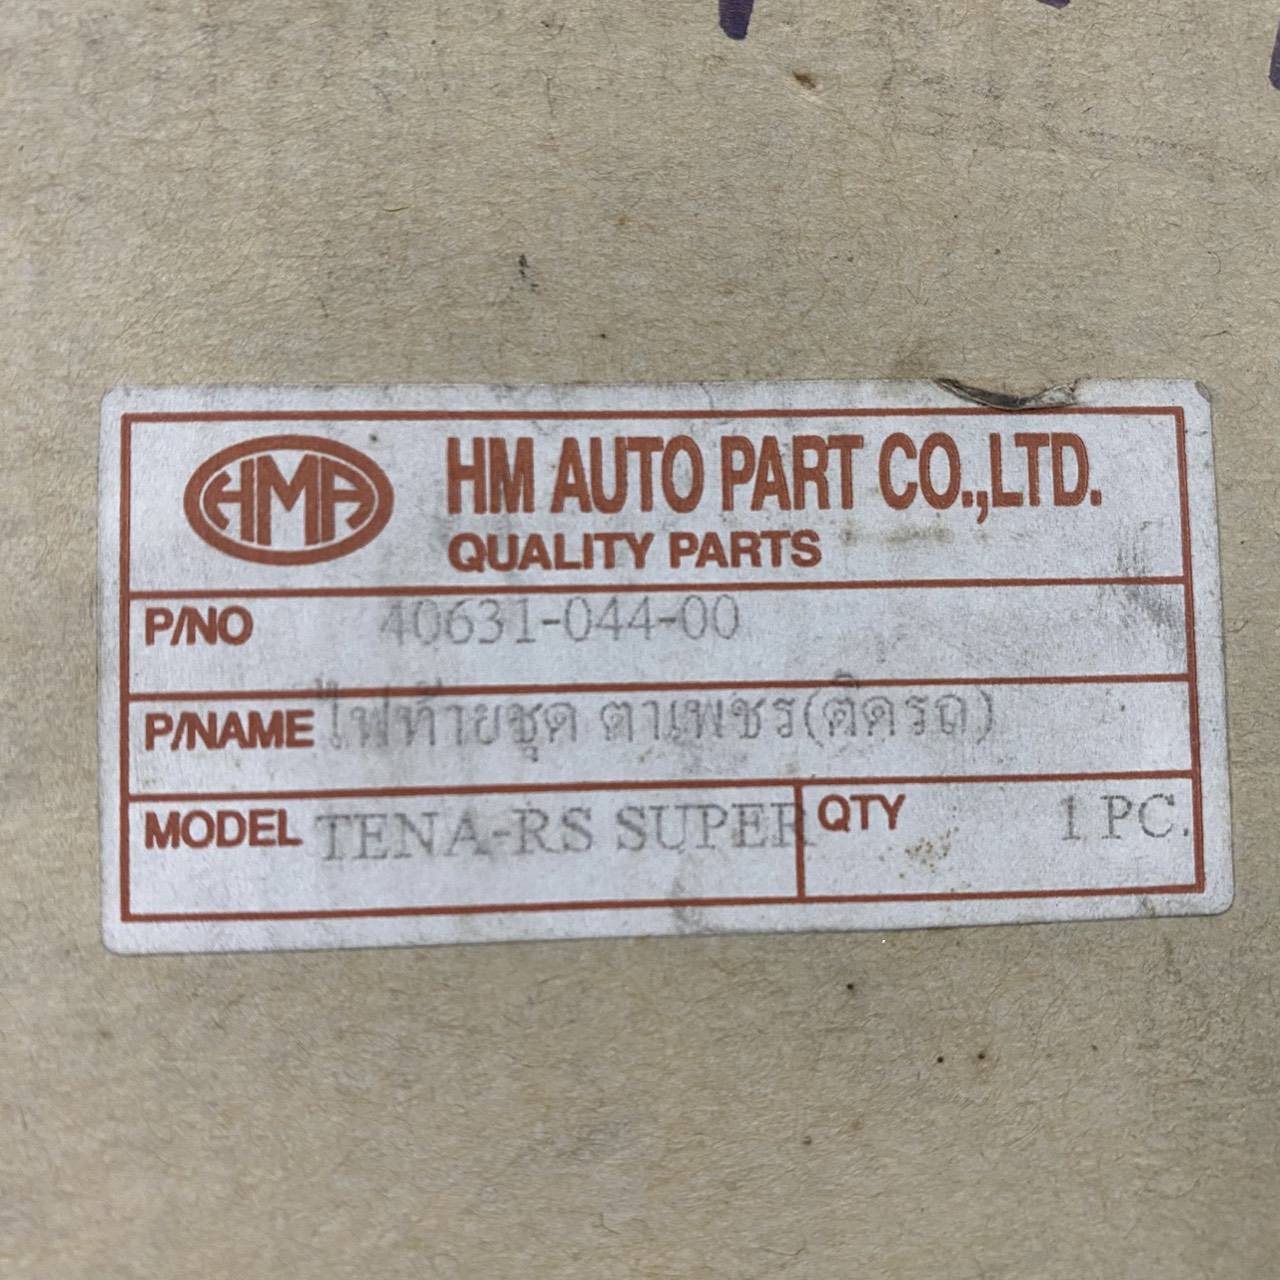 HMA
HM AUTO PART CO.,LTD.
QUALITY PARTS
P/NO 40631-044-00
P/NAME ไฟท้ายชุด ตาเพชร(ติดรถ)
MODEL TENA-RS SUPER QTY 1 PC.